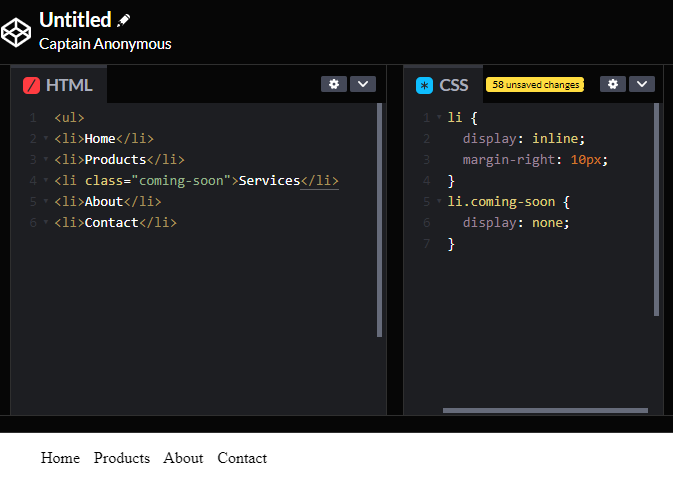 Untitled
Captain Anonymous
HTML
1 <ul>
2 <li>Home</li>
3 <li>Products</li>
4 <li class="coming-soon">Services</li>
5 <li>About</li>
6 <li>Contact</li>
CSS
58 unsaved changes
1 li {
2 display: inline;
3 margin-right: 10px;
4 }
5 li.coming-soon {
6 display: none;
7 }
Home Products About Contact